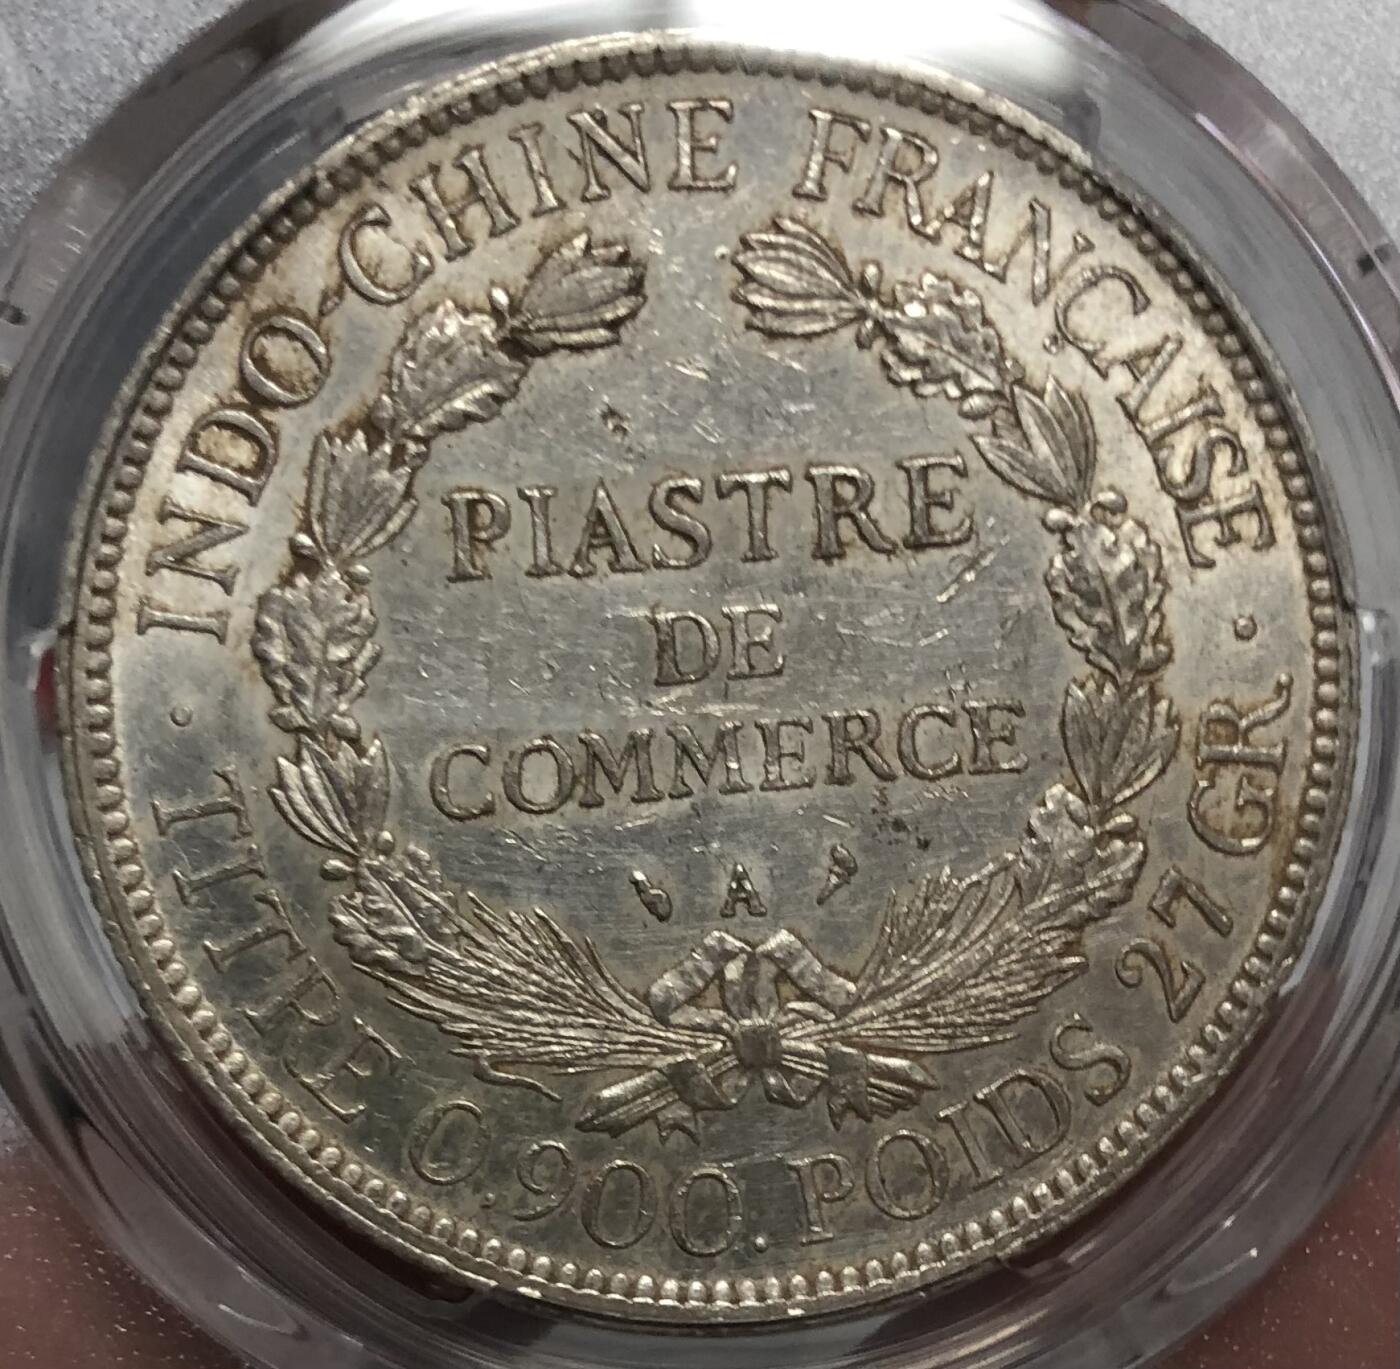 INDO-CHINE FRANÇAISE
PIASTRE
DE
COMMERCE
A
TITRE 0,900. POIDS 27 GR.